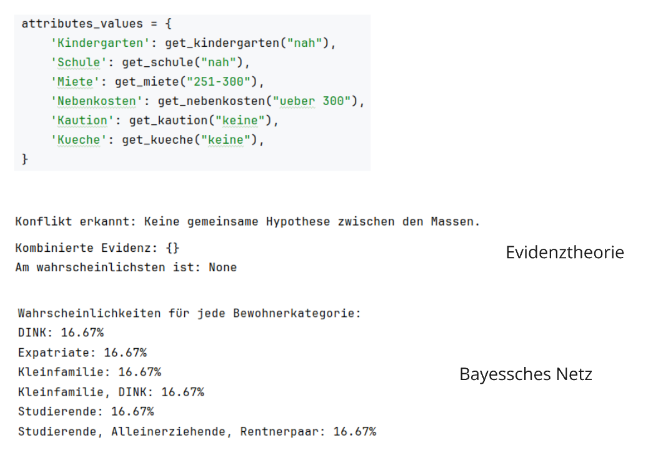 attributes_values = {
    'Kindergarten': get_kindergarten("nah"),
    'Schule': get_schule("nah"),
    'Miete': get_miete("251-300"),
    'Nebenkosten': get_nebenkosten("ueber 300"),
    'Kaution': get_kaution("keine"),
    'Kueche': get_kueche("keine"),
}
Konflikt erkannt: Keine gemeinsame Hypothese zwischen den Massen.
Kombinierte Evidenz: {}
Am wahrscheinlichsten ist: None
Evidenztheorie
Wahrscheinlichkeiten für jede Bewohnerkategorie:
DINK: 16.67%
Expatriate: 16.67%
Kleinfamilie: 16.67%
Kleinfamilie, DINK: 16.67%
Studierende: 16.67%
Studierende, Alleinerziehende, Rentnerpaar: 16.67%
Bayessches Netz